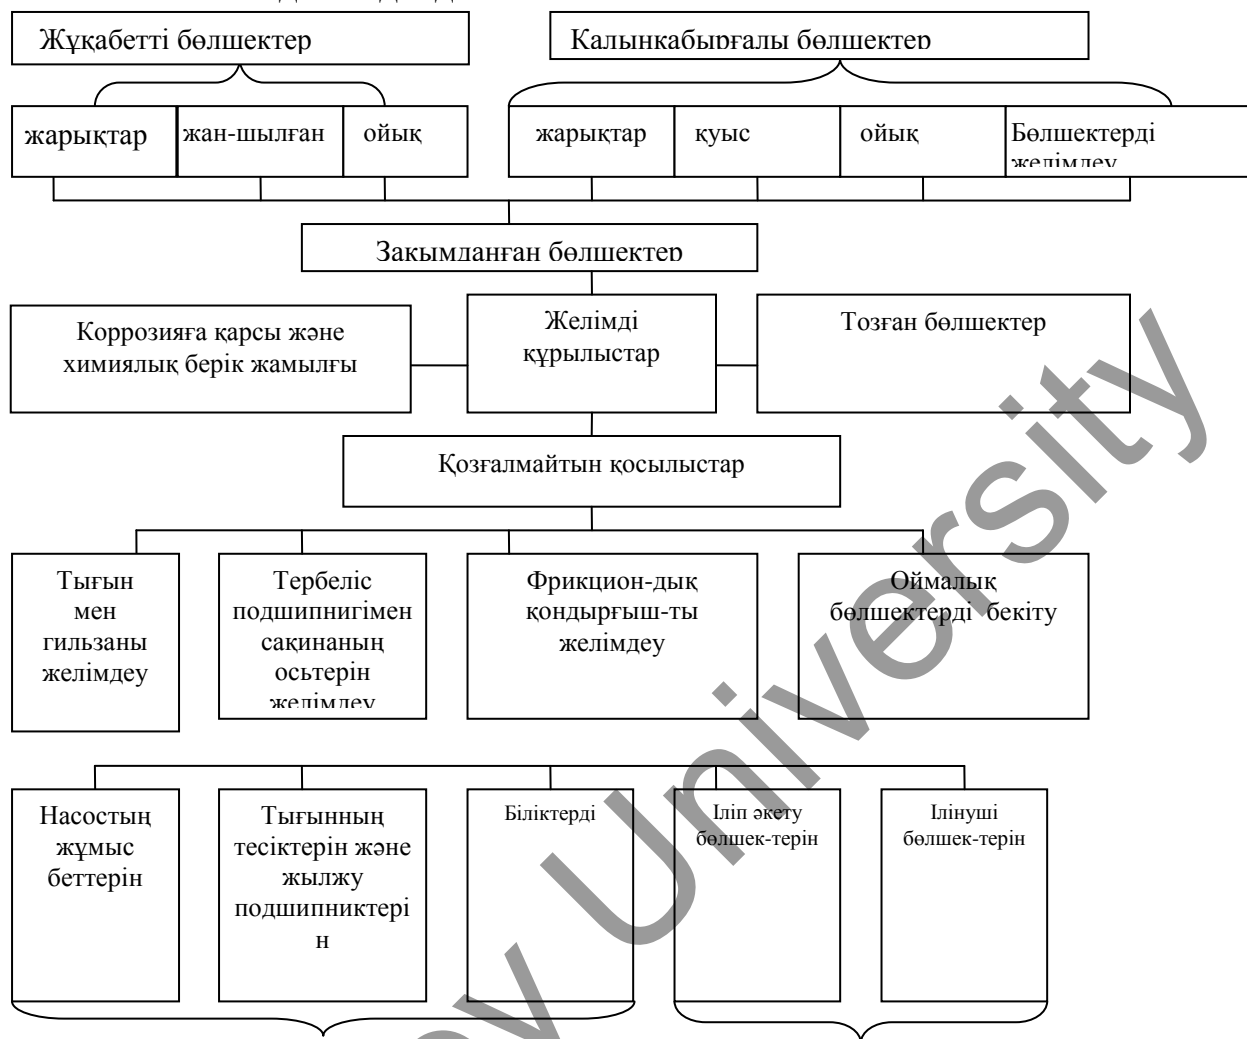 Жұқабетті бөлшектер
Калынкабырғалы бөлшектер
жарықтар
жан-шылған
ойық
жарықтар
қуыс
ойық
Бөлшектерді
желімдеу
Закымданған бөлшектер
Коррозияға қарсы және
химиялық берік жамылғы
Желімді
құрылыстар
Тозған бөлшектер
Қозғалмайтын қосылыстар
Тығын
мен
гильзаны
желімдеу
Тербеліс
подшипнигімен
сақинаның
осьтерін
желімдеу
Фрикцион-дық
қондырғыш-ты
желімдеу
Оймалық
бөлшектерді бекіту
Насостың
жұмыс
беттерін
Тығынның
тесіктерін және
жылжу
подшипниктері
н
Біліктерді
Іліп әкету
бөлшек-терін
Ілінуші
бөлшек-терін
University